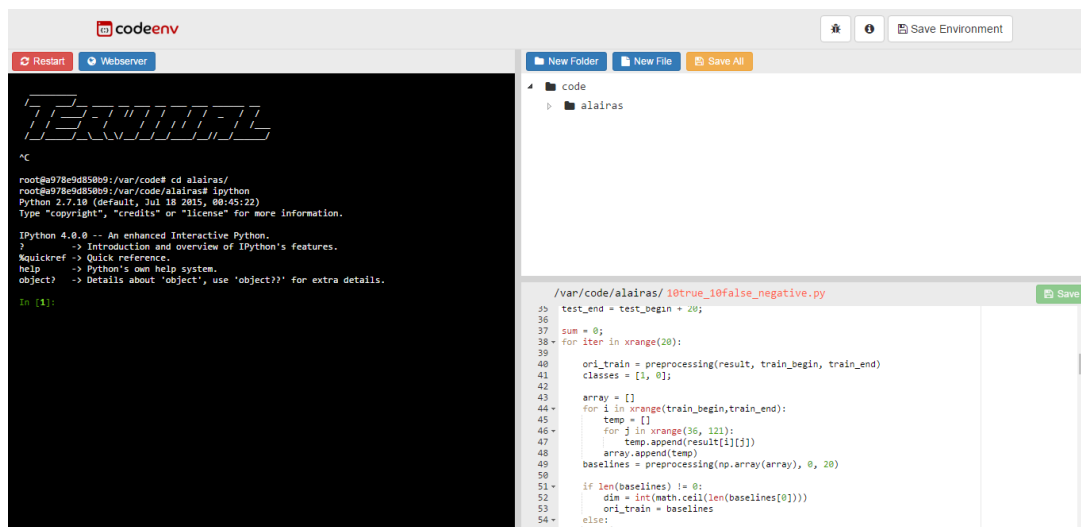 codeenv
Save Environment
Restart
Webserver
New Folder
New File
Save All
code
alairas
TERMINAL
^C
root@a978e9d850b9:/var/code# cd alairas/
root@a978e9d850b9:/var/code/alairas# ipython
Python 2.7.10 (default, Jul 18 2015, 00:45:22)
Type "copyright", "credits" or "license" for more information.
IPython 4.0.0 -- An enhanced Interactive Python.
?         -> Introduction and overview of IPython's features.
%quickref -> Quick reference.
help      -> Python's own help system.
object?   -> Details about 'object', use 'object??' for extra details.
In [1]:
/var/code/alairas/10true_10false_negative.py
Save
35 test_end = test_begin + 20;
36
37 sum = 0;
38 for iter in xrange(20):
39
40     ori_train = preprocessing(result, train_begin, train_end)
41     classes = [1, 0];
42
43     array = []
44     for i in xrange(train_begin,train_end):
45         temp = []
46         for j in xrange(36, 121):
47             temp.append(result[i][j])
48         array.append(temp)
49     baselines = preprocessing(np.array(array), 0, 20)
50
51     if len(baselines) != 0:
52         dim = int(math.ceil(len(baselines[0])))
53         ori_train = baselines
54     else: